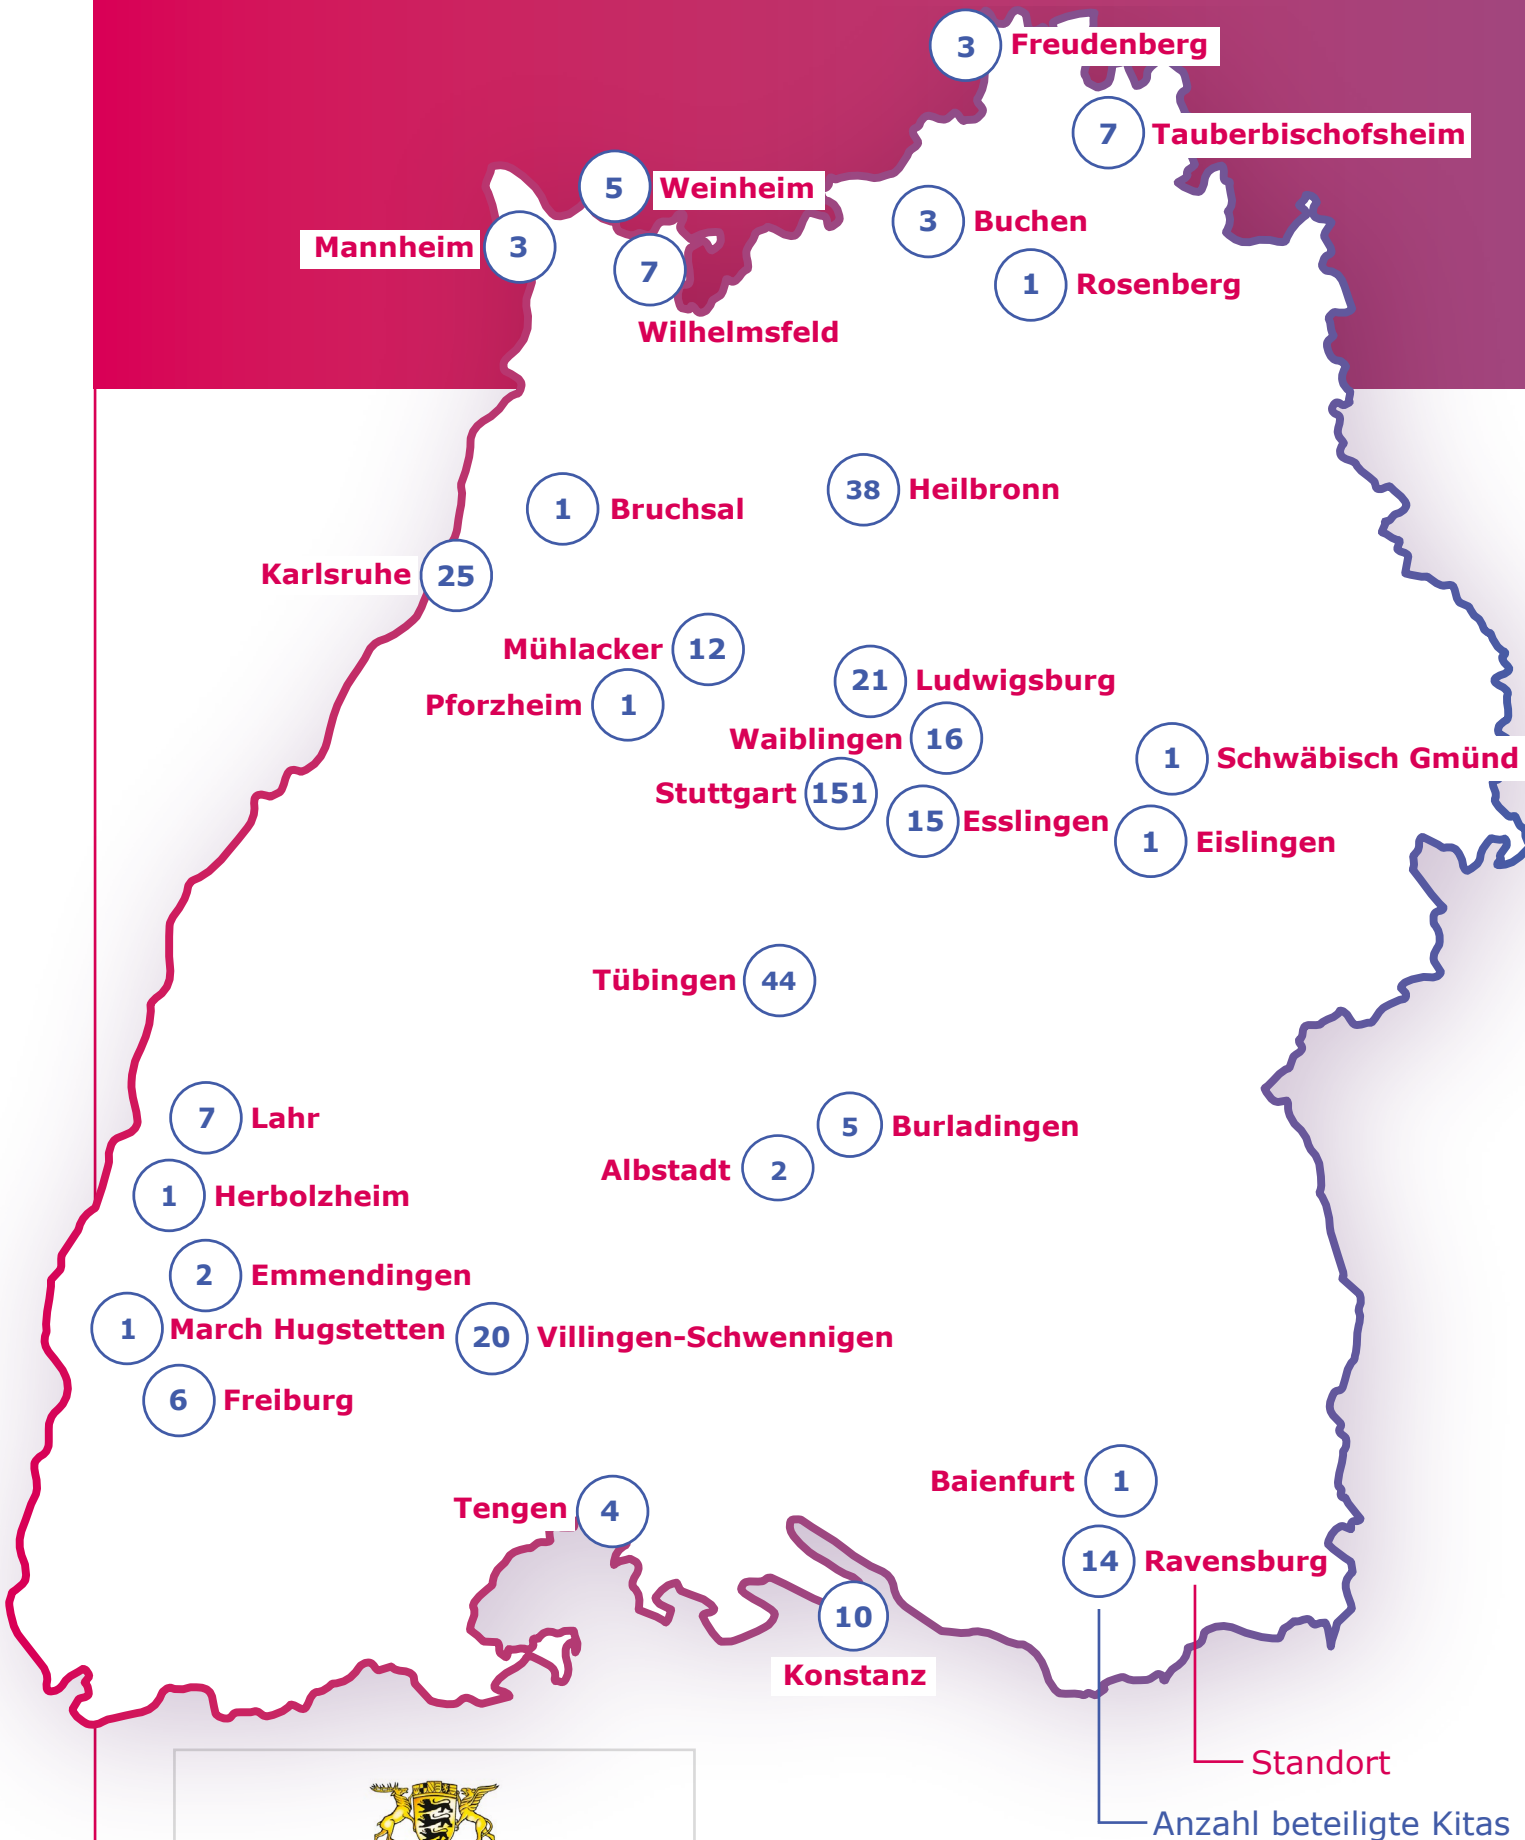 3 Freudenberg
7 Tauberbischofsheim
5 Weinheim
3 Buchen
Mannheim 3
7
Wilhelmsfeld
1 Rosenberg
38 Heilbronn
1 Bruchsal
Karlsruhe 25
Mühlacker 12
21 Ludwigsburg
Pforzheim 1
Waiblingen 16
1 Schwäbisch Gmünd
Stuttgart 151
15 Esslingen
1 Eislingen
Tübingen 44
7 Lahr
5 Burladingen
Albstadt 2
1 Herbolzheim
2 Emmendingen
1 March Hugstetten
20 Villingen-Schwennigen
6 Freiburg
Baienfurt 1
Tengen 4
14 Ravensburg
10
Konstanz
Standort
Anzahl beteiligte Kitas